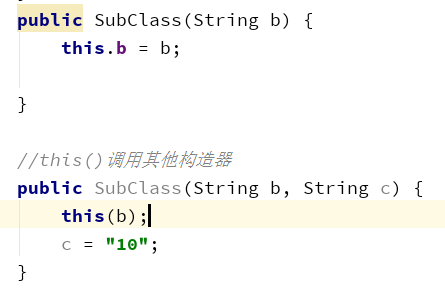 public SubClass(String b) {
this.b = b;
}
//this()调用其他构造器
public SubClass(String b, String c) {
this(b);
c = "10";
}